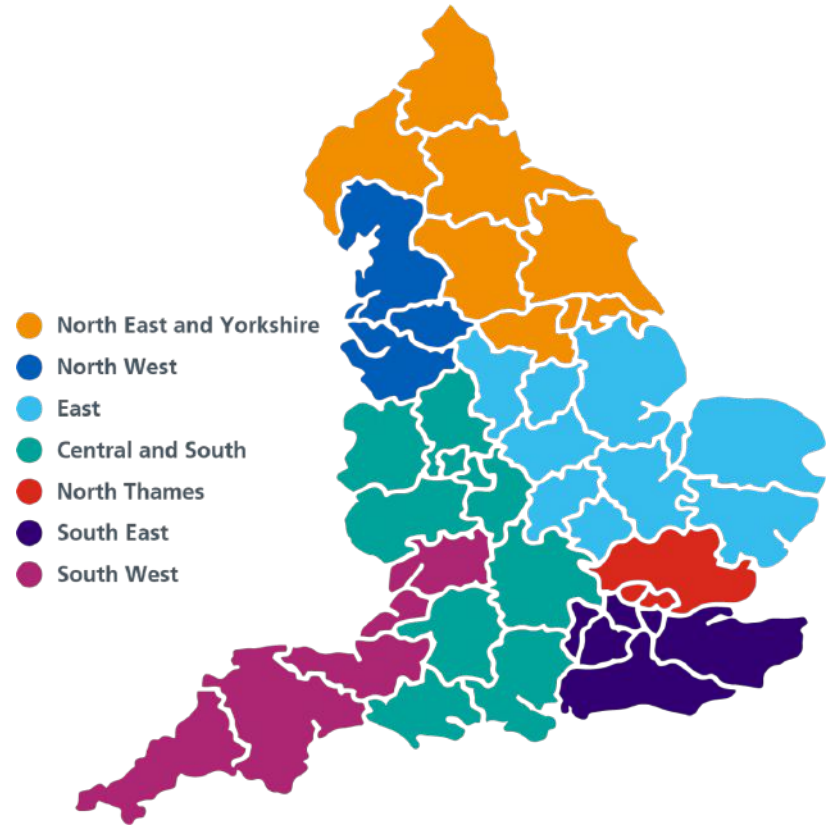 North East and Yorkshire
North West
East
Central and South
North Thames
South East
South West